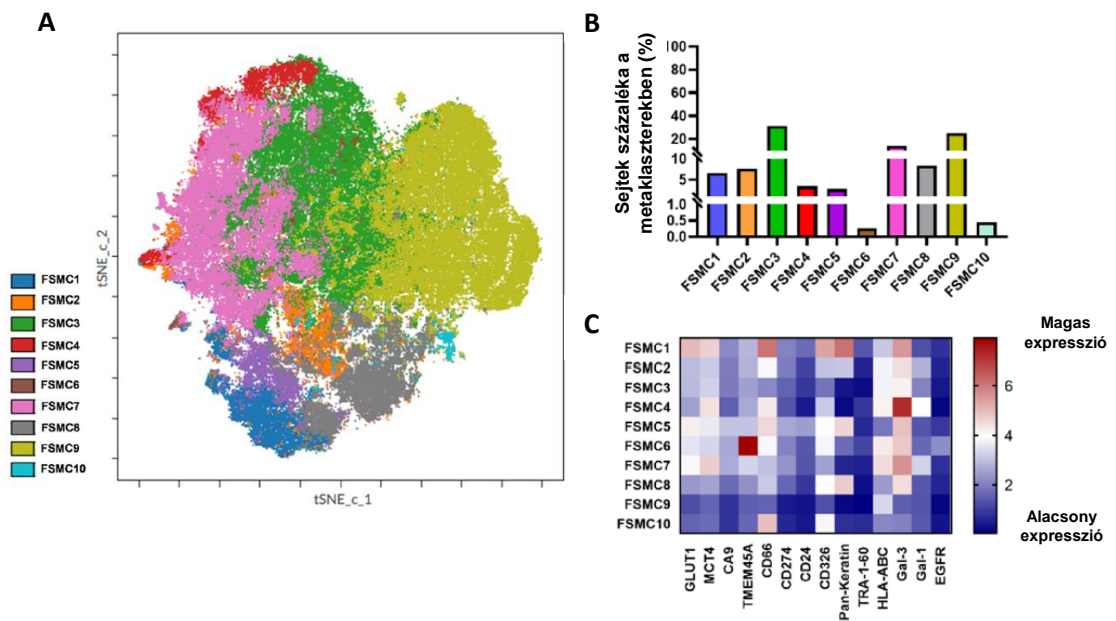 A
tSNE_c_2
tSNE_c_1
FSMC1
FSMC2
FSMC3
FSMC4
FSMC5
FSMC6
FSMC7
FSMC8
FSMC9
FSMC10
B
Sejtek százaléka a
metaklaszterekben (%)
100
80
60
40
20
10
5
1.0
0.5
0.0
FSMC1
FSMC2
FSMC3
FSMC4
FSMC5
FSMC6
FSMC7
FSMC8
FSMC9
FSMC10
C
FSMC1
FSMC2
FSMC3
FSMC4
FSMC5
FSMC6
FSMC7
FSMC8
FSMC9
FSMC10
GLUT1
MCT4
CA9
TMEM45A
CD66
CD274
CD24
CD326
Pan-Keratin
TRA-1-60
HLA-ABC
Gal-3
Gal-1
EGFR
Magas
expresszió
6
4
2
Alacsony
expresszió